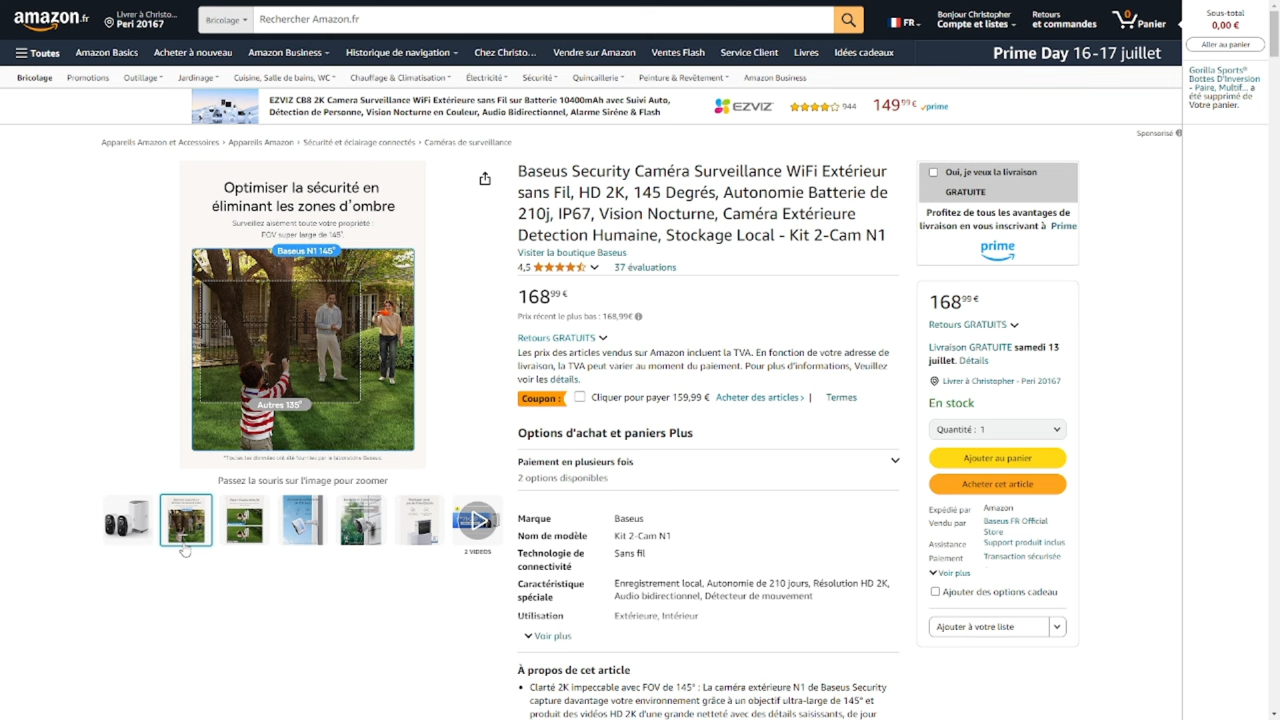 amazon.fr
Livrer à Christo...
Peri 20167
Bricolage
Rechercher Amazon.fr
FR
Bonjour Christopher
Compte et listes
Retours
et commandes
0
Panier
Sous-total
0,00 €
Aller au panier
Gorilla Sports®
Bottes D'Inversion
- Paire, Multif... a
été supprimé de
Votre panier.
Toutes
Amazon Basics
Acheter à nouveau
Amazon Business
Historique de navigation
Chez Christo...
Vendre sur Amazon
Ventes Flash
Service Client
Livres
Idées cadeaux
Prime Day 16-17 juillet
Bricolage
Promotions
Outillage
Jardinage
Cuisine, Salle de bains, WC
Chauffage & Climatisation
Électricité
Sécurité
Quincaillerie
Peinture & Revêtement
Amazon Business
EZVIZ CB8 2K Camera Surveillance WiFi Extérieure sans Fil sur Batterie 10400mAh avec Suivi Auto,
Détection de Personne, Vision Nocturne en Couleur, Audio Bidirectionnel, Alarme Sirène & Flash
EZVIZ
944
149,99 €
prime
Sponsorisé
Appareils Amazon et Accessoires › Appareils Amazon › Sécurité et éclairage connectés › Caméras de surveillance
Optimiser la sécurité en
éliminant les zones d'ombre
Surveillez aisément toute votre propriété :
FOV super large de 145°.
Baseus N1 145°
Autres 135°
*Toutes les données ont été fournies par le laboratoire Baseus.
Passez la souris sur l'image pour zoomer
2 VIDEOS
Baseus Security Caméra Surveillance WiFi Extérieur
sans Fil, HD 2K, 145 Degrés, Autonomie Batterie de
210j, IP67, Vision Nocturne, Caméra Extérieure
Detection Humaine, Stockage Local - Kit 2-Cam N1
Visiter la boutique Baseus
4,5
37 évaluations
168,99 €
Prix récent le plus bas : 168,99€
Retours GRATUITS
Les prix des articles vendus sur Amazon incluent la TVA. En fonction de votre adresse de
livraison, la TVA peut varier au moment du paiement. Pour plus d'informations, Veuillez
voir les détails.
Coupon :
Cliquer pour payer 159,99 €
Acheter des articles ›
|
Termes
Options d'achat et paniers Plus
Paiement en plusieurs fois
2 options disponibles
Marque Baseus
Nom de modèle Kit 2-Cam N1
Technologie de connectivité Sans fil
Caractéristique spéciale Enregistrement local, Autonomie de 210 jours, Résolution HD 2K,
Audio bidirectionnel, Détecteur de mouvement
Utilisation Extérieure, Intérieur
Voir plus
À propos de cet article
• Clarté 2K impeccable avec FOV de 145° : La caméra extérieure N1 de Baseus Security
capture davantage votre environnement grâce à un objectif ultra-large de 145° et
produit des vidéos HD 2K d'une grande netteté avec des détails saisissants, de jour
Oui, je veux la livraison
GRATUITE
Profitez de tous les avantages de
livraison en vous inscrivant à Prime
prime
168,99 €
Retours GRATUITS
Livraison GRATUITE samedi 13
juillet. Détails
Livrer à Christopher - Peri 20167
En stock
Quantité : 1
Ajouter au panier
Acheter cet article
Expédié par Amazon
Vendu par Baseus FR Official
Store
Assistance Support produit inclus
Paiement Transaction sécurisée
Voir plus
Ajouter des options cadeau
Ajouter à votre liste